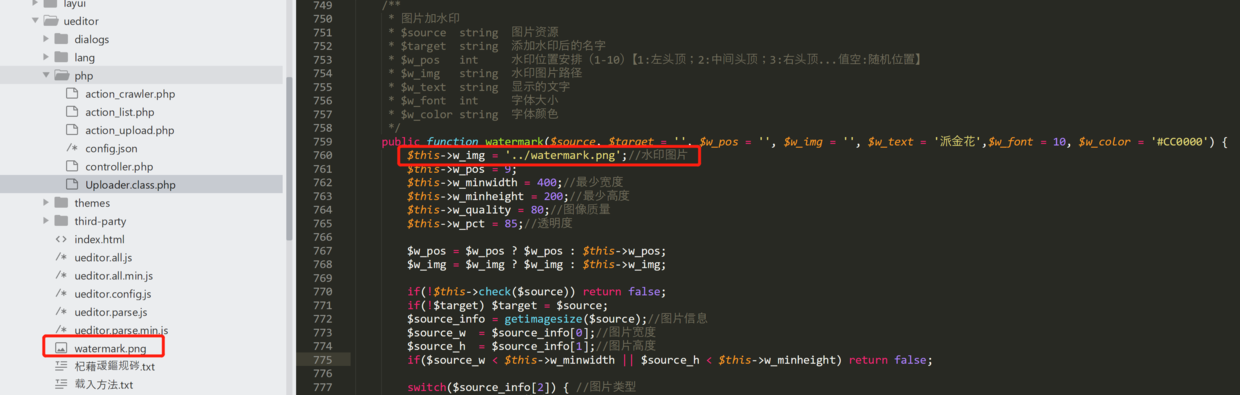 layui
ueditor
dialogs
lang
php
action_crawler.php
action_list.php
action_upload.php
config.json
controller.php
Uploader.class.php
themes
third-party
index.html
ueditor.all.js
ueditor.all.min.js
ueditor.config.js
ueditor.parse.js
ueditor.parse.min.js
watermark.png
载入方法.txt
749 /**
750 * 图片加水印
751 * $source string 图片资源
752 * $target string 添加水印后的名字
753 * $w_pos int 水印位置安排（1-10）【1:左头顶；2:中间头顶；3:右头顶...值空:随机位置】
754 * $w_img string 水印图片路径
755 * $w_text string 显示的文字
756 * $w_font int 字体大小
757 * $w_color string 字体颜色
758 */
759 public function watermark($source, $target = '', $w_pos = '', $w_img = '', $w_text = '派金花',$w_font = 10, $w_color = '#CC0000') {
760 $this->w_img = '../watermark.png';//水印图片
761 $this->w_pos = 9;
762 $this->w_minwidth = 400;//最少宽度
763 $this->w_minheight = 200;//最少高度
764 $this->w_quality = 80;//图像质量
765 $this->w_pct = 85;//透明度
766
767 $w_pos = $w_pos ? $w_pos : $this->w_pos;
768 $w_img = $w_img ? $w_img : $this->w_img;
769
770 if(!$this->check($source)) return false;
771 if(!$target) $target = $source;
772 $source_info = getimagesize($source);//图片信息
773 $source_w = $source_info[0];//图片宽度
774 $source_h = $source_info[1];//图片高度
775 if($source_w < $this->w_minwidth || $source_h < $this->w_minheight) return false;
776
777 switch($source_info[2]) { //图片类型